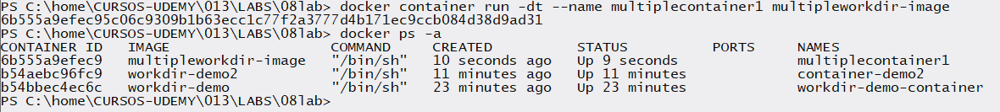 PS C:\home\CURSOS-UDEMY\013\LABS\08lab> docker container run -dt --name multiplecontainer1 multipleworkdir-image
6b555a9efec95c06c9309b1b63ecc1c77f2a3777d4b171ec9ccb084d38d9ad31
PS C:\home\CURSOS-UDEMY\013\LABS\08lab> docker ps -a
CONTAINER ID   IMAGE                   COMMAND     CREATED          STATUS          PORTS     NAMES
6b555a9efec9   multipleworkdir-image   "/bin/sh"   10 seconds ago   Up 9 seconds              multiplecontainer1
b54aebc96fc9   workdir-demo2           "/bin/sh"   11 minutes ago   Up 11 minutes             container-demo2
b54bbec4ec6c   workdir-demo            "/bin/sh"   23 minutes ago   Up 23 minutes             workdir-demo-container
PS C:\home\CURSOS-UDEMY\013\LABS\08lab>